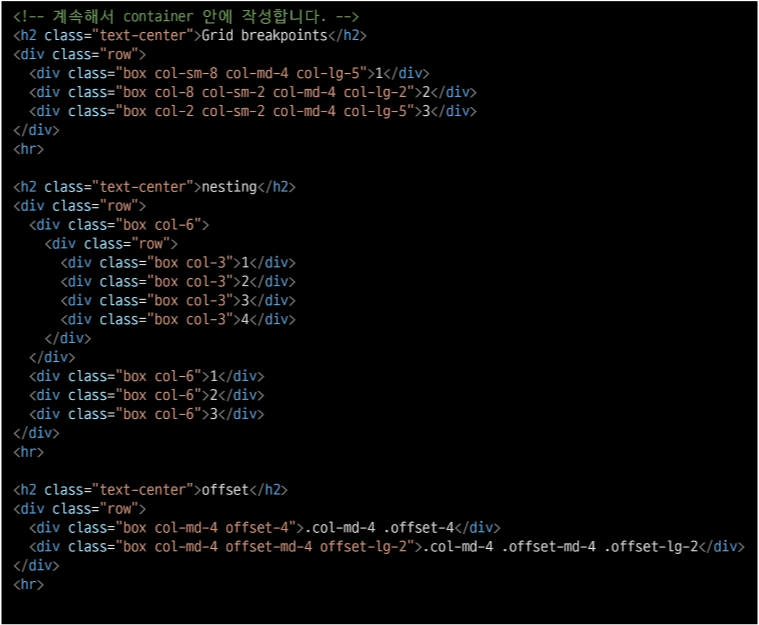 <!-- 계속해서 container 안에 작성합니다. -->
<h2 class="text-center">Grid breakpoints</h2>
<div class="row">
  <div class="box col-sm-8 col-md-4 col-lg-5">1</div>
  <div class="box col-8 col-sm-2 col-md-4 col-lg-2">2</div>
  <div class="box col-2 col-sm-2 col-md-4 col-lg-5">3</div>
</div>
<hr>

<h2 class="text-center">nesting</h2>
<div class="row">
  <div class="box col-6">
    <div class="row">
      <div class="box col-3">1</div>
      <div class="box col-3">2</div>
      <div class="box col-3">3</div>
      <div class="box col-3">4</div>
    </div>
  </div>
  <div class="box col-6">1</div>
  <div class="box col-6">2</div>
  <div class="box col-6">3</div>
</div>
<hr>

<h2 class="text-center">offset</h2>
<div class="row">
  <div class="box col-md-4 offset-4">.col-md-4 .offset-4</div>
  <div class="box col-md-4 offset-md-4 offset-lg-2">.col-md-4 .offset-md-4 .offset-lg-2</div>
</div>
<hr>